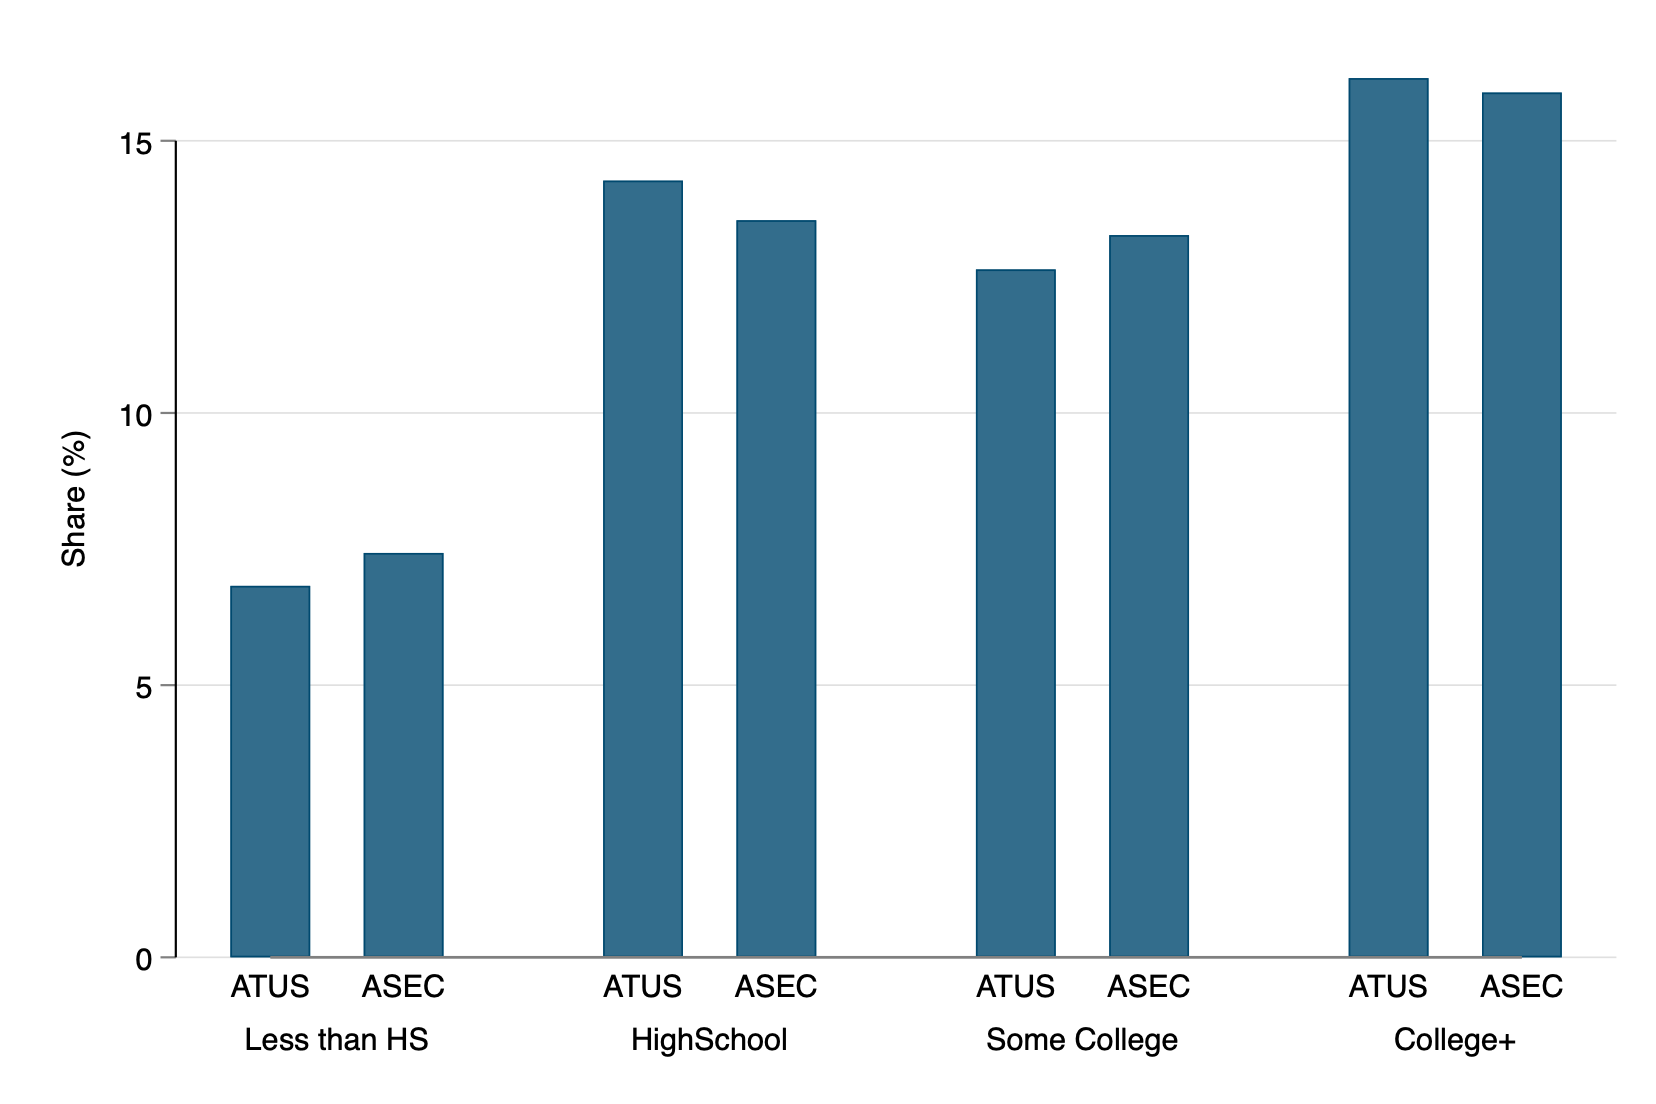 Share (%)
15
10
5
0
ATUS ASEC ATUS ASEC ATUS ASEC ATUS ASEC
Less than HS HighSchool Some College College+